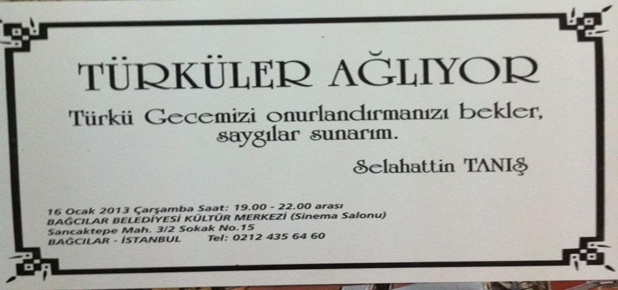 TÜRKÜLER AĞLIYOR
Türkü Gecemizi onurlandırmanızı bekler,
saygılar sunarım.
Selahattin TANIŞ
16 Ocak 2013 Çarşamba Saat: 19.00 - 22.00 arası
BAĞCILAR BELEDİYESİ KÜLTÜR MERKEZİ (Sinema Salonu)
Sancaktepe Mah. 3/2 Sokak No.15
BAĞCILAR - İSTANBUL Tel: 0212 435 64 60